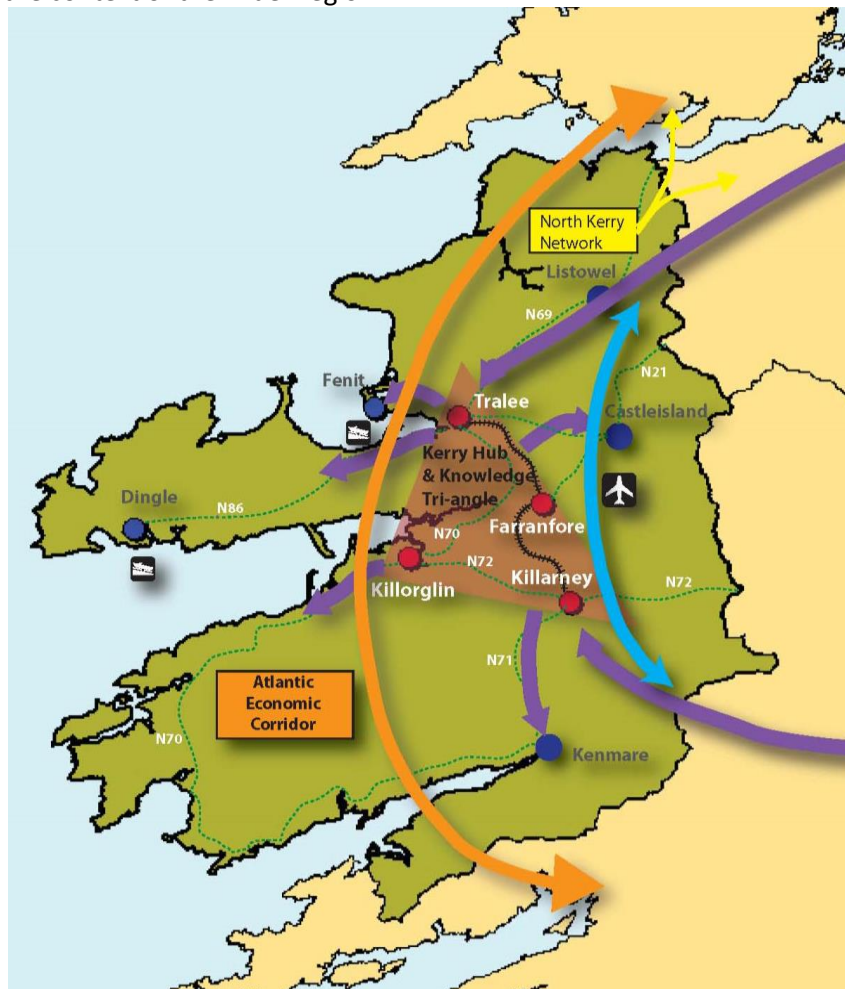 North Kerry
Network
Listowel
N69
N21
Fenit
Tralee
Castleisland
Kerry Hub
& Knowledge
Tri-angle
Dingle
N86
Farranfore
N70
N72
Killorglin
Killarney
N72
N71
Atlantic
Economic
Corridor
N70
Kenmare